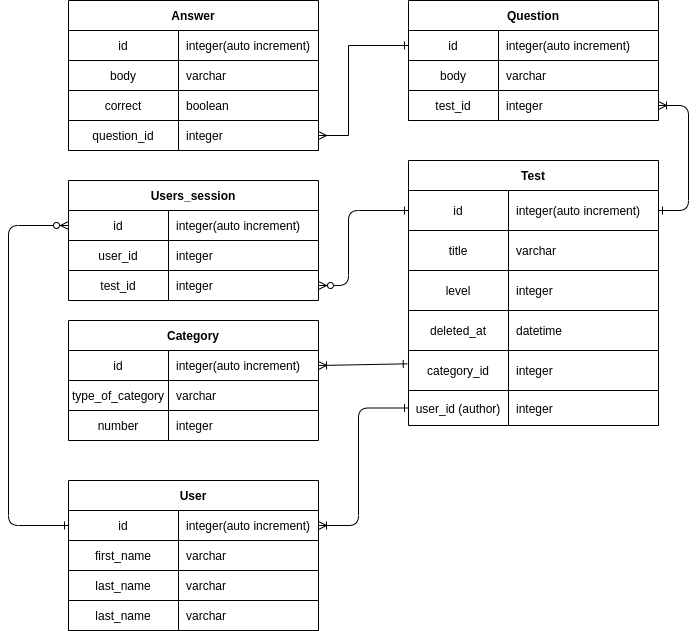 Answer
id integer(auto increment)
body varchar
correct boolean
question_id integer
Question
id integer(auto increment)
body varchar
test_id integer
Users_session
id integer(auto increment)
user_id integer
test_id integer
Test
id integer(auto increment)
title varchar
level integer
deleted_at datetime
category_id integer
user_id (author) integer
Category
id integer(auto increment)
type_of_category varchar
number integer
User
id integer(auto increment)
first_name varchar
last_name varchar
last_name varchar